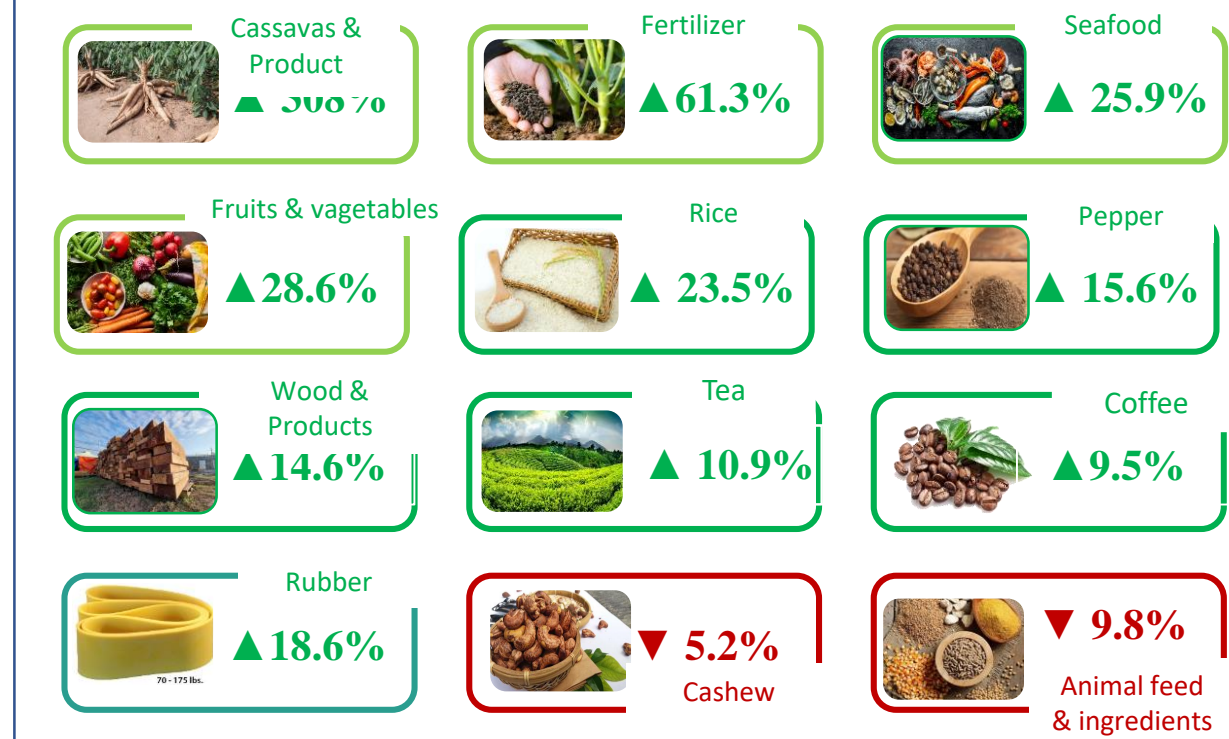 Cassavas &
Product
Fertilizer
▲61.3%
Seafood
▲ 25.9%
Fruits & vagetables
▲28.6%
Rice
▲ 23.5%
Pepper
▲ 15.6%
Wood &
Products
▲14.6%
Tea
▲ 10.9%
Coffee
▲9.5%
Rubber
▲18.6%
70 - 175 lbs.
▼ 5.2%
Cashew
▼ 9.8%
Animal feed
& ingredients